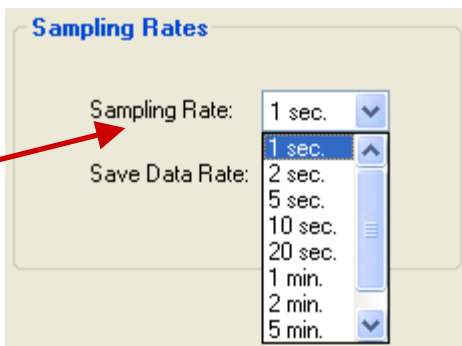 Sampling Rates
Sampling Rate: 1 sec.
1 sec.
Save Data Rate: 2 sec.
5 sec.
10 sec.
20 sec.
1 min.
2 min.
5 min.